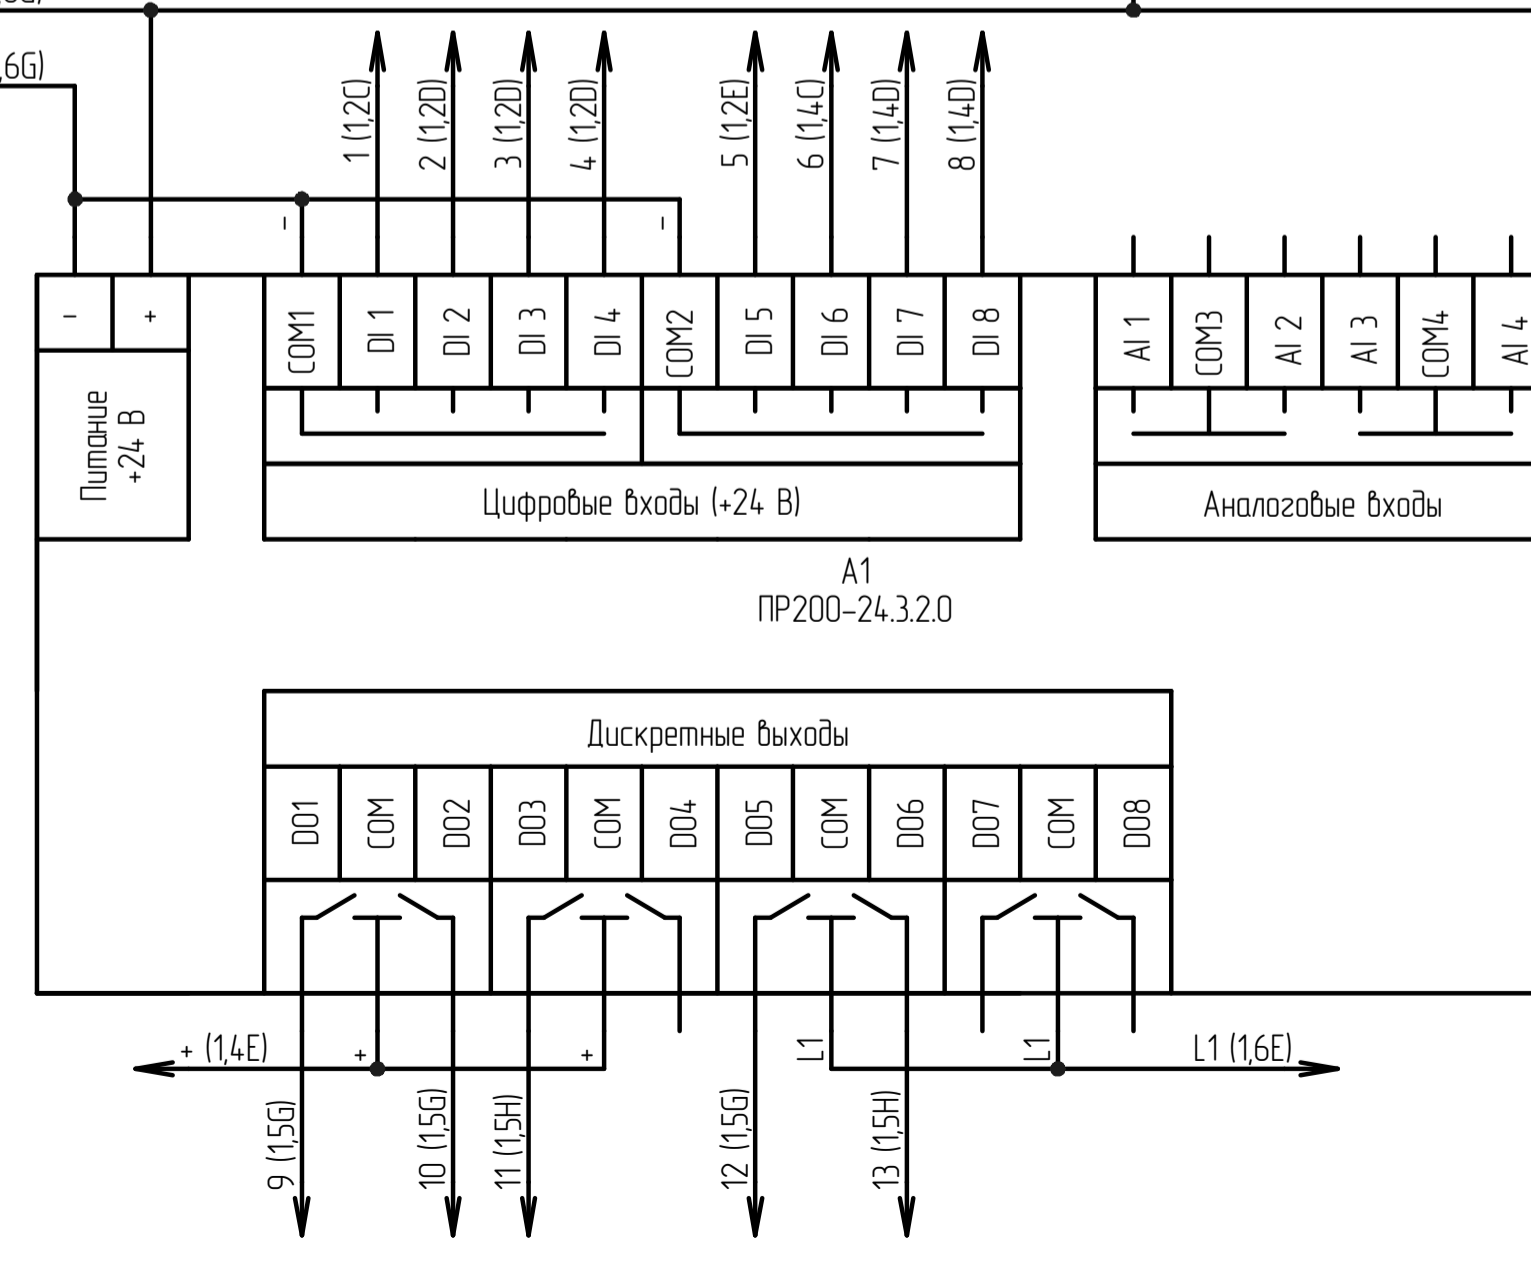 ,6G)
1 (1,2C)
2 (1,2D)
3 (1,2D)
4 (1,2D)
5 (1,2E)
6 (1,4C)
7 (1,4D)
8 (1,4D)
-
-
-
+
COM1
DI 1
DI 2
DI 3
DI 4
COM2
DI 5
DI 6
DI 7
DI 8
AI 1
COM3
AI 2
AI 3
COM4
AI 4
Питание
+24 В
Цифровые входы (+24 В)
Аналоговые входы
A1
ПР200-24.3.2.0
Дискретные выходы
DO1
COM
DO2
DO3
COM
DO4
DO5
COM
DO6
DO7
COM
DO8
+ (1,4E)
+
+
L1
L1
L1 (1,6E)
9 (1,5G)
10 (1,5G)
11 (1,5H)
12 (1,5G)
13 (1,5H)